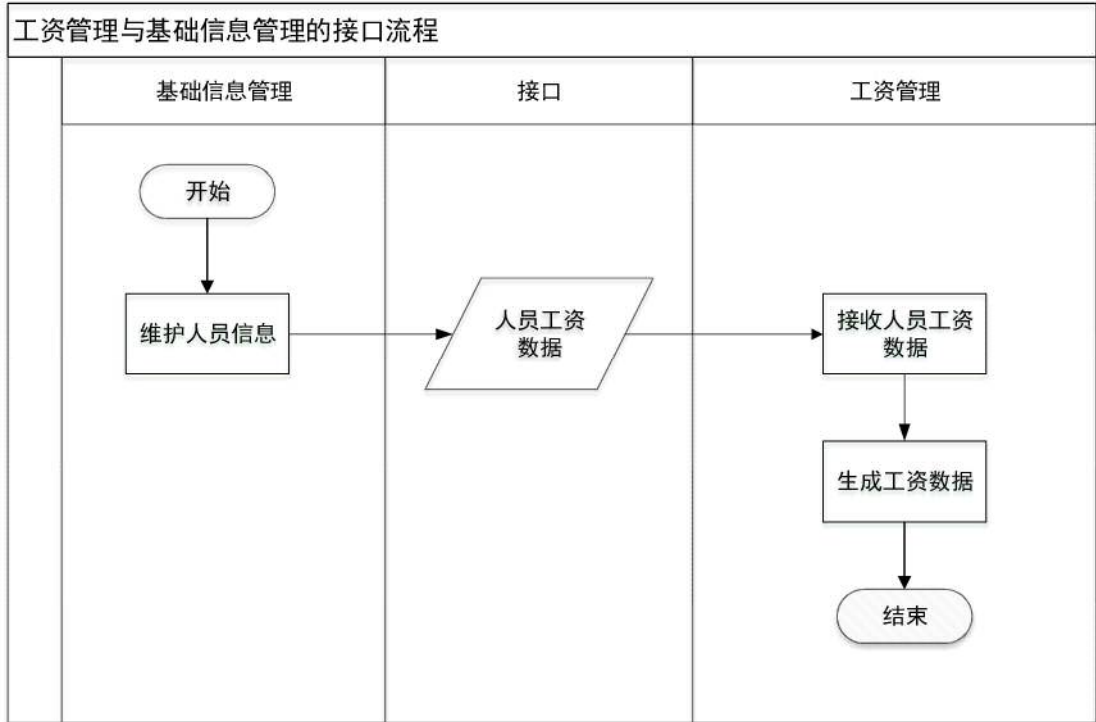 工资管理与基础信息管理的接口流程
基础信息管理
接口
工资管理
开始
维护人员信息
人员工资
数据
接收人员工资
数据
生成工资数据
结束